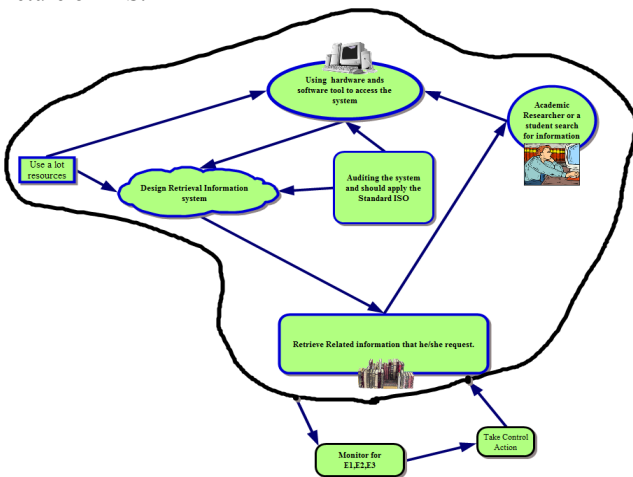 Using hardware ands
software tool to access the
system
Academic
Researcher or a
student search
for information
Use a lot
resources
Design Retrieval Information
system
Auditing the system
and should apply the
Standard ISO
Retrieve Related information that he/she request.
Monitor for
E1,E2,E3
Take Control
Action